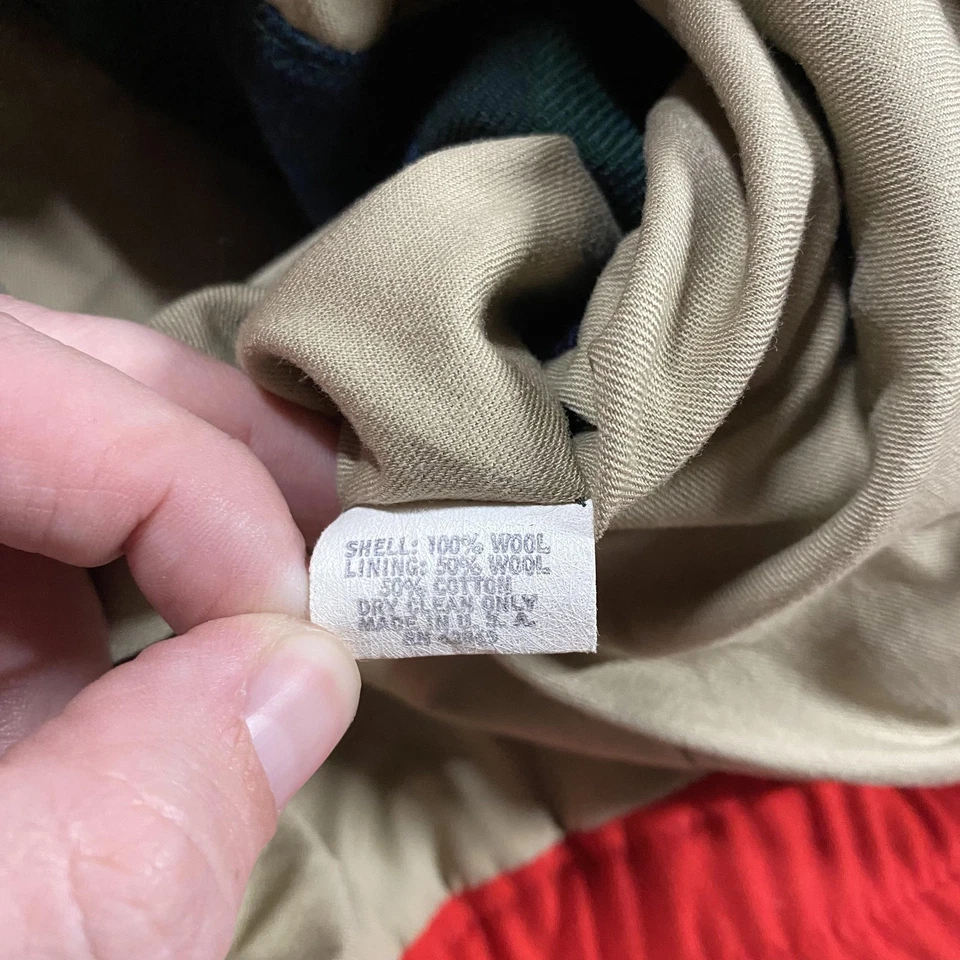 SHELL: 100% WOOL
LINING: 50% WOOL
50% COTTON
DRY CLEAN ONLY
MADE IN U. S. A.